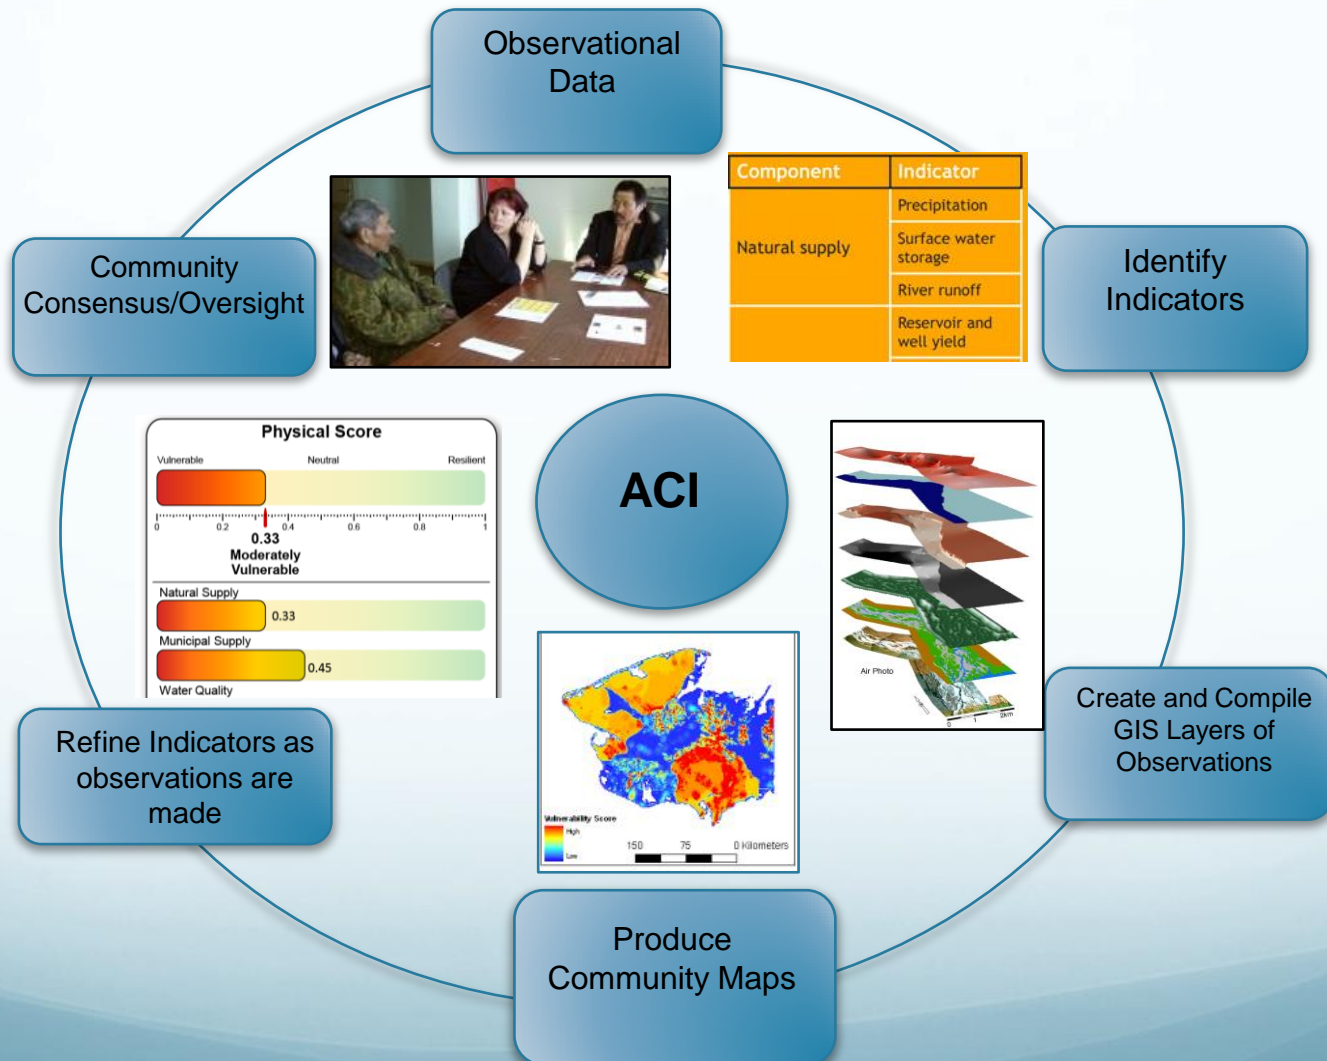 Observational
Data
Component
Indicator
Natural supply
Precipitation
Surface water
storage
River runoff
Reservoir and
well yield
Community
Consensus/Oversight
Identify
Indicators
Physical Score
Vulnerable
Neutral
Resilient
0
0.2
0.4
0.6
0.8
1
0.33
Moderately
Vulnerable
Natural Supply
0.33
Municipal Supply
0.45
Water Quality
ACI
Air Photo
0
1
2km
Vulnerability Score
High
Low
150
75
0 Kilometers
Refine Indicators as
observations are
made
Create and Compile
GIS Layers of
Observations
Produce
Community Maps